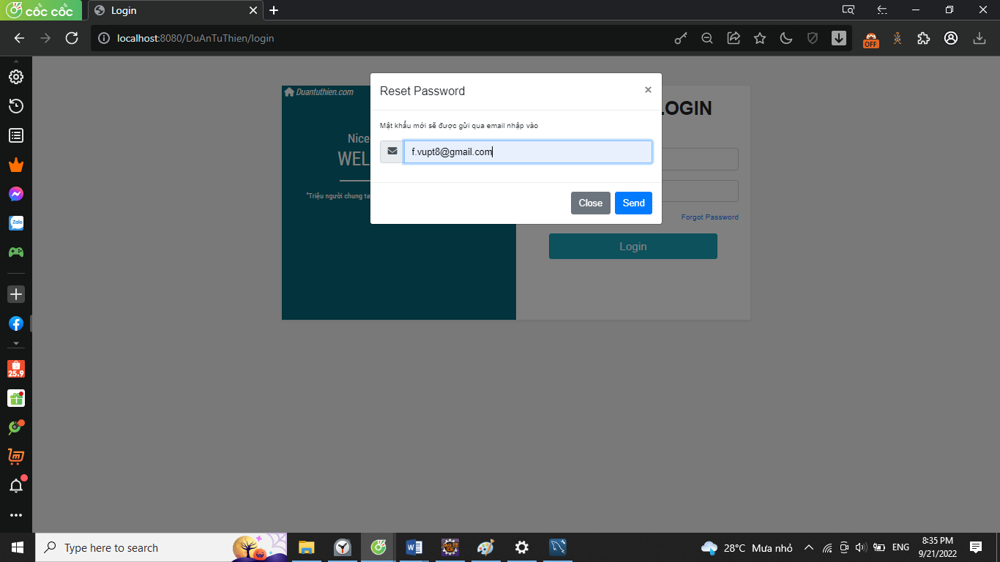 cốc cốc
Login
localhost:8080/DuAnTuThien/login
OFF
Duantuthien.com
Reset Password
×
LOGIN
Mật khẩu mới sẽ được gửi qua email nhập vào
Nice
f.vupt8@gmail.com
WEL
"Triệu người chung ta
Close
Send
Forgot Password
Login
Zalo
25.9
Type here to search
28°C Mưa nhỏ
ENG
8:35 PM
9/21/2022